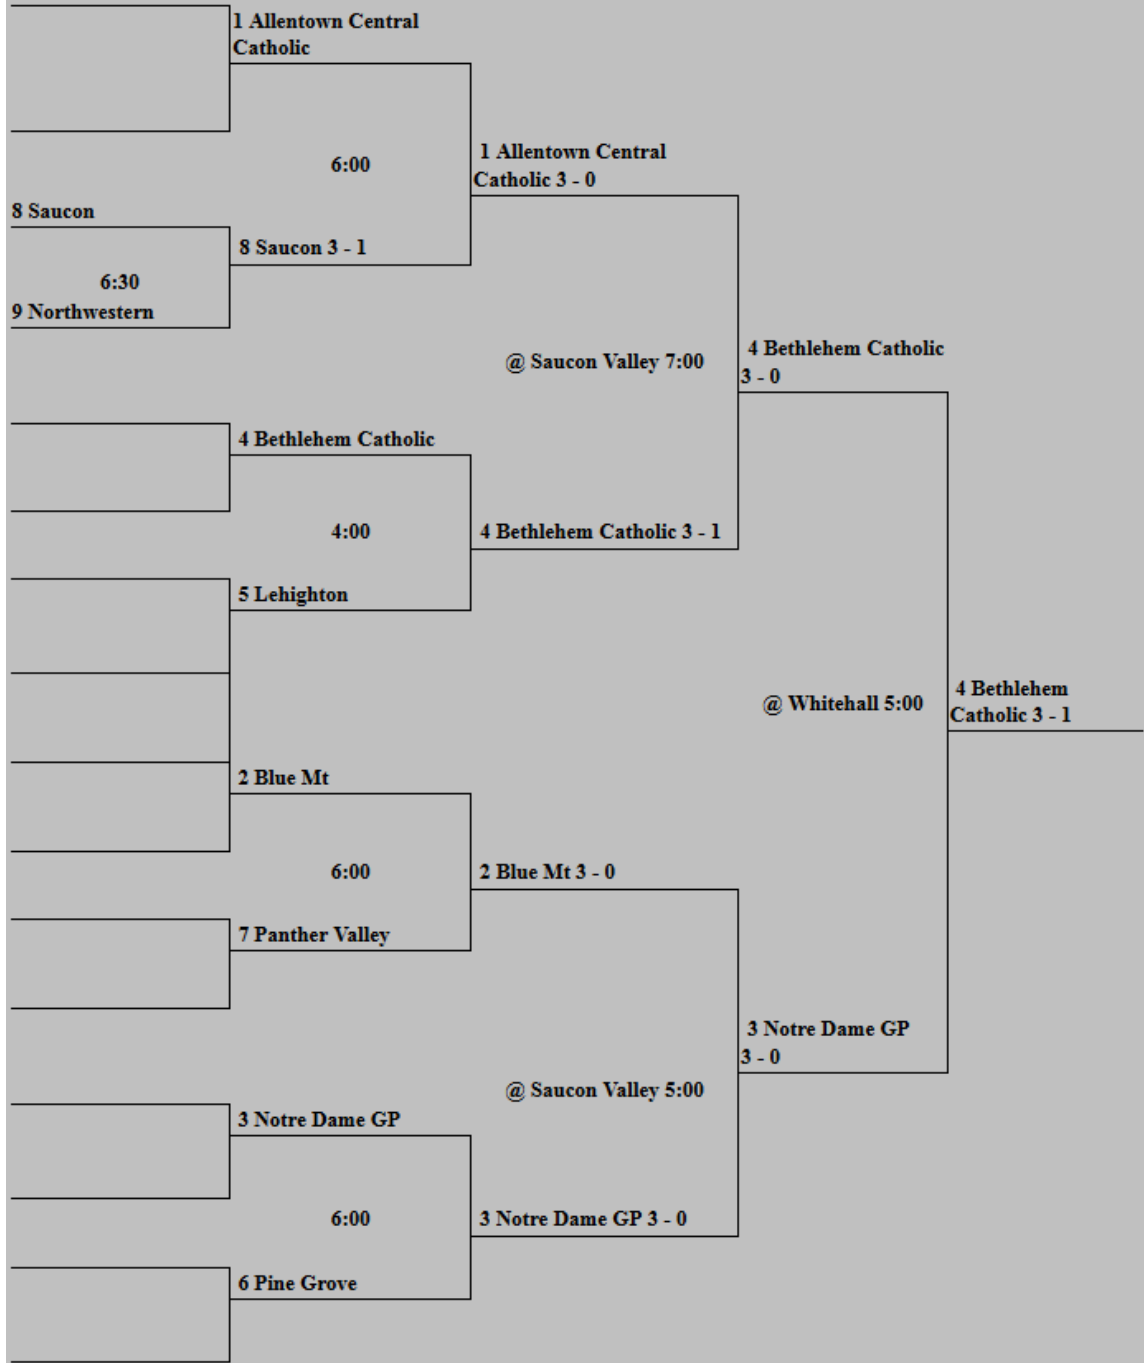 1 Allentown Central
Catholic
6:00
1 Allentown Central
Catholic 3 - 0
8 Saucon
8 Saucon 3 - 1
6:30
9 Northwestern
@ Saucon Valley 7:00
4 Bethlehem Catholic
3 - 0
4 Bethlehem Catholic
4:00
4 Bethlehem Catholic 3 - 1
5 Lehighton
@ Whitehall 5:00
4 Bethlehem
Catholic 3 - 1
2 Blue Mt
6:00
2 Blue Mt 3 - 0
7 Panther Valley
3 Notre Dame GP
3 - 0
@ Saucon Valley 5:00
3 Notre Dame GP
6:00
3 Notre Dame GP 3 - 0
6 Pine Grove